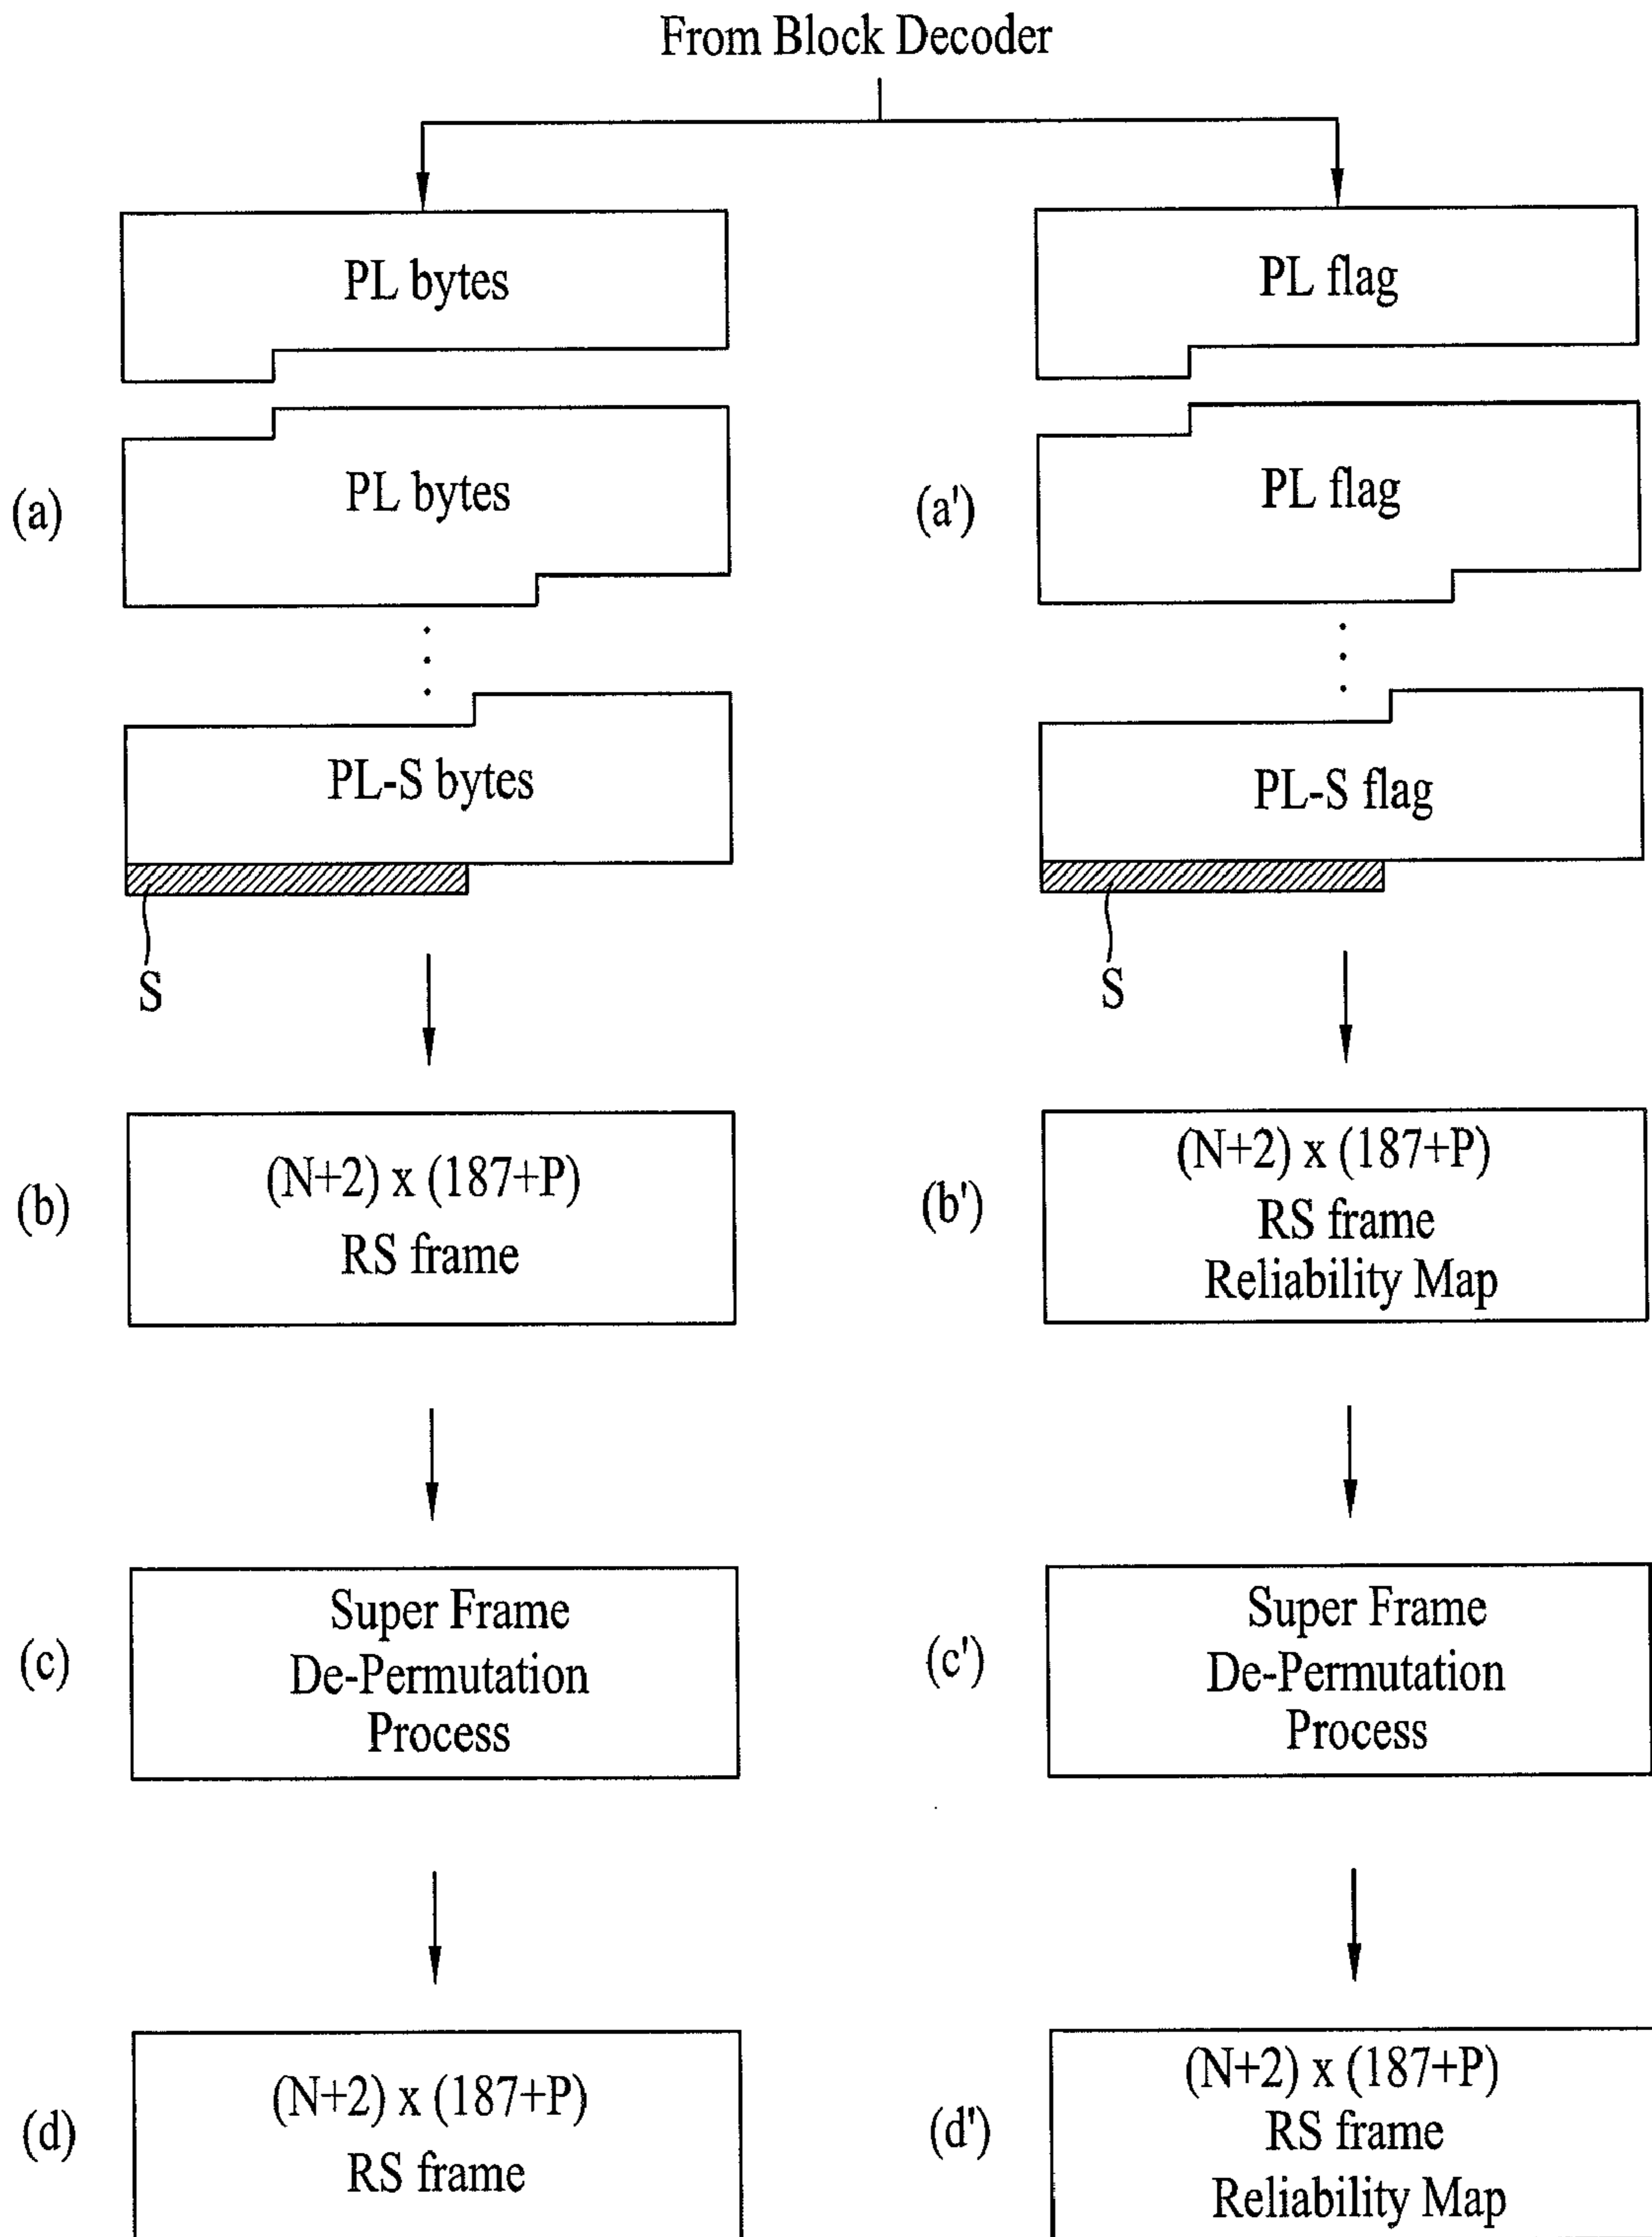 From Block Decoder
PL bytes
PL flag
PL bytes
PL flag
(a)
(a')
PL-S bytes
PL-S flag
S
S
(b)
(N+2) x (187+P)
RS frame
(b')
(N+2) x (187+P)
RS frame
Reliability Map
(c)
Super Frame
De-Permutation
Process
(c')
Super Frame
De-Permutation
Process
(d)
(N+2) x (187+P)
RS frame
(d')
(N+2) x (187+P)
RS frame
Reliability Map